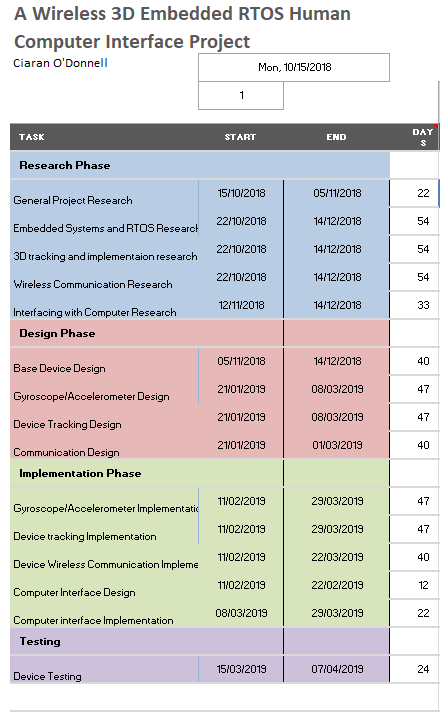 A Wireless 3D Embedded RTOS Human
Computer Interface Project
Ciaran O'Donnell
Mon, 10/15/2018
1
TASK START END DAY
S
Research Phase
General Project Research 15/10/2018 05/11/2018 22
Embedded Systems and RTOS Research 22/10/2018 14/12/2018 54
3D tracking and implementaion research 22/10/2018 14/12/2018 54
Wireless Communication Research 22/10/2018 14/12/2018 54
Interfacing with Computer Research 12/11/2018 14/12/2018 33
Design Phase
Base Device Design 05/11/2018 14/12/2018 40
Gyroscope/Accelerometer Design 21/01/2019 08/03/2019 47
Device Tracking Design 21/01/2019 08/03/2019 47
Communication Design 21/01/2019 01/03/2019 40
Implementation Phase
Gyroscope/Accelerometer Implementatic 11/02/2019 29/03/2019 47
Device tracking Implementation 11/02/2019 29/03/2019 47
Device Wireless Communication Impleme 11/02/2019 22/03/2019 40
Computer Interface Design 11/02/2019 22/02/2019 12
Computer interface Implementation 08/03/2019 29/03/2019 22
Testing
Device Testing 15/03/2019 07/04/2019 24